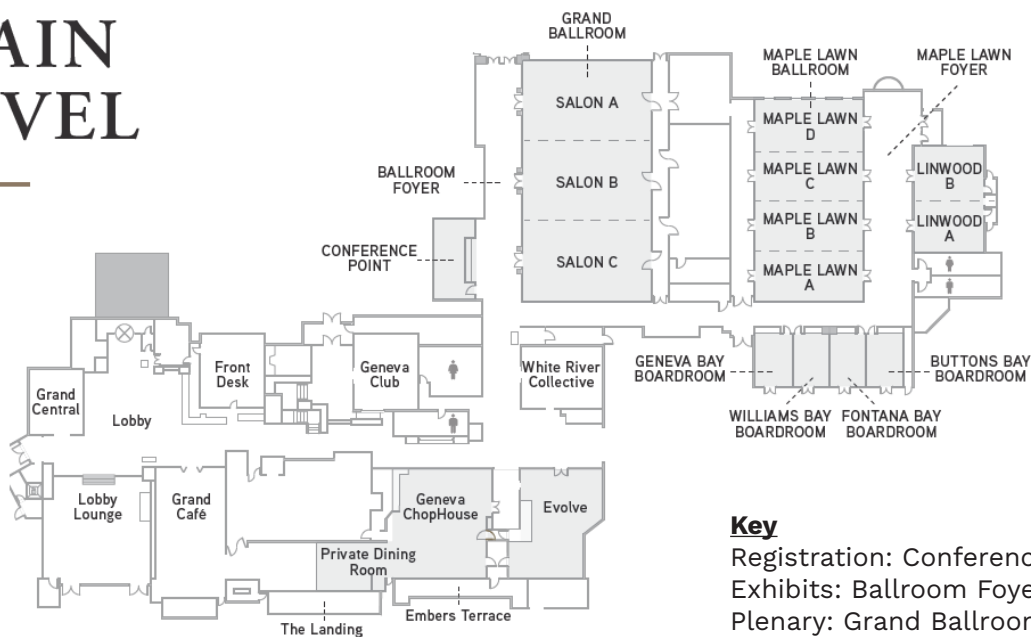 AIN
VEL
GRAND
BALLROOM
MAPLE LAWN
BALLROOM
MAPLE LAWN
FOYER
SALON A
MAPLE LAWN
D
BALLROOM
FOYER
SALON B
MAPLE LAWN
C
LINWOOD
B
MAPLE LAWN
B
LINWOOD
A
CONFERENCE
POINT
SALON C
MAPLE LAWN
A
Front
Desk
Geneva
Club
White River
Collective
GENEVA BAY
BOARDROOM
BUTTONS BAY
BOARDROOM
Grand
Central
Lobby
WILLIAMS BAY
BOARDROOM
FONTANA BAY
BOARDROOM
Lobby
Lounge
Grand
Café
Geneva
ChopHouse
Evolve
Private Dining
Room
Embers Terrace
The Landing
Key
Registration: Conferenc
Exhibits: Ballroom Foye
Plenary: Grand Ballroor